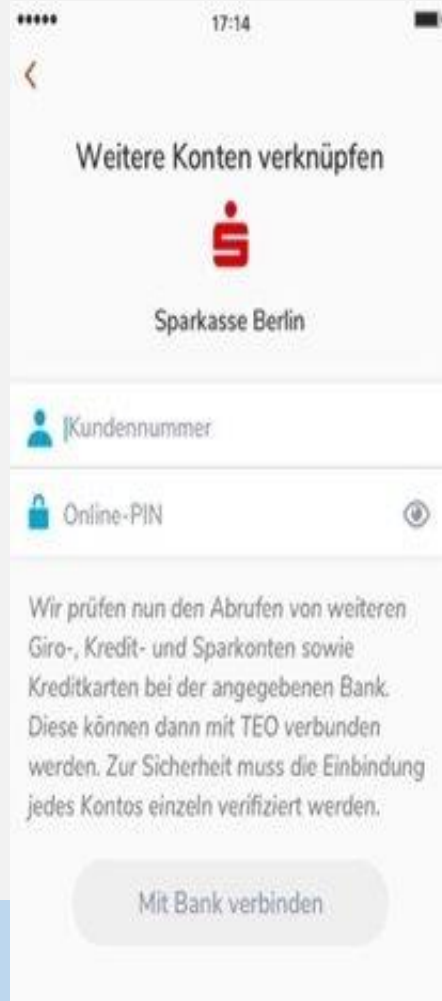 17:14
Weitere Konten verknüpfen
Sparkasse Berlin
Kundennummer
Online-PIN
Wir prüfen nun den Abrufen von weiteren
Giro-, Kredit- und Sparkonten sowie
Kreditkarten bei der angegebenen Bank.
Diese können dann mit TEO verbunden
werden. Zur Sicherheit muss die Einbindung
jedes Kontos einzeln verifiziert werden.
Mit Bank verbinden